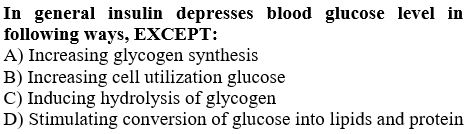 In general insulin depresses blood glucose level in
following ways, EXCEPT:
A) Increasing glycogen synthesis
B) Increasing cell utilization glucose
C) Inducing hydrolysis of glycogen
D) Stimulating conversion of glucose into lipids and protein